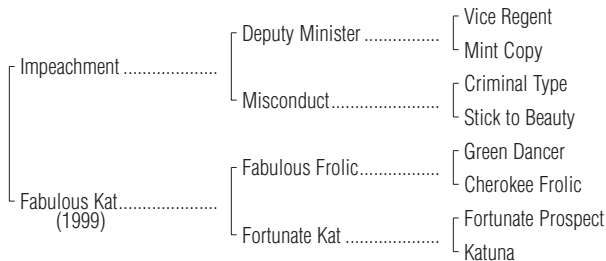 Vice Regent
Deputy Minister ..................
Mint Copy
Impeachment .....................
Criminal Type
Misconduct........................
Stick to Beauty
Green Dancer
Fabulous Frolic..................
Cherokee Frolic
Fabulous Kat......................
(1999)
Fortunate Prospect
Fortunate Kat .....................
Katuna